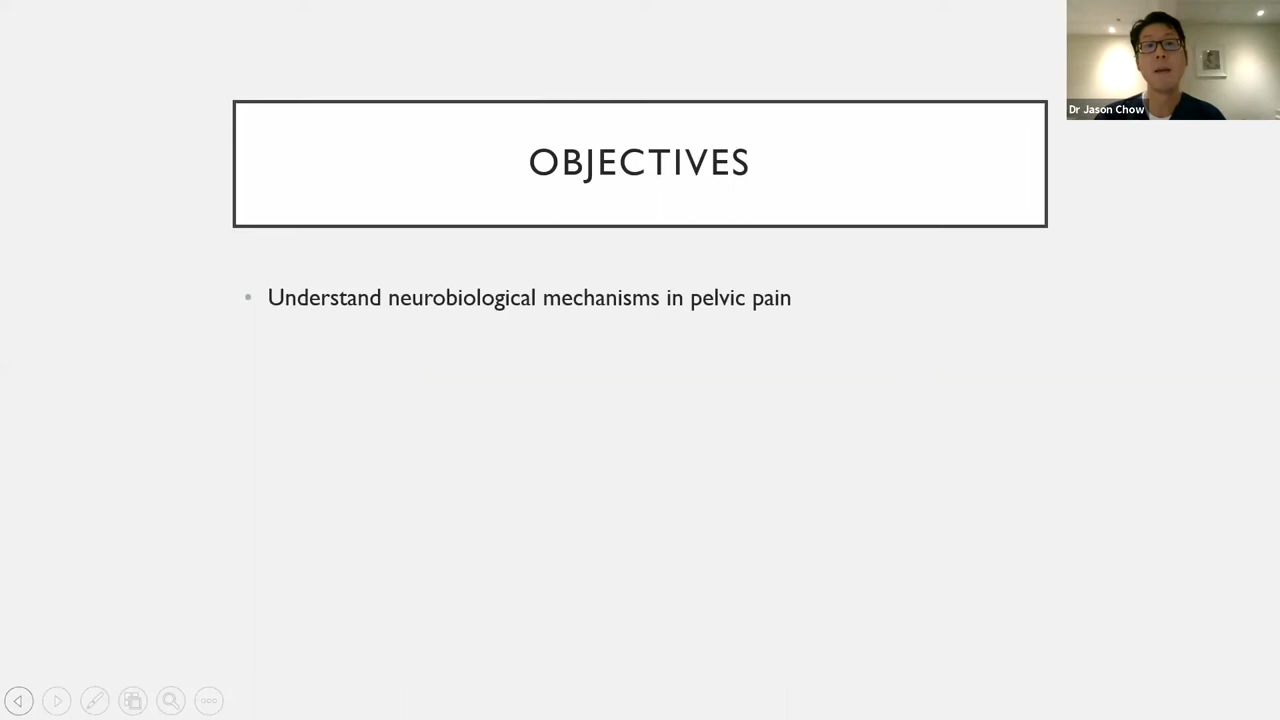 Dr Jason Chow
OBJECTIVES
• Understand neurobiological mechanisms in pelvic pain